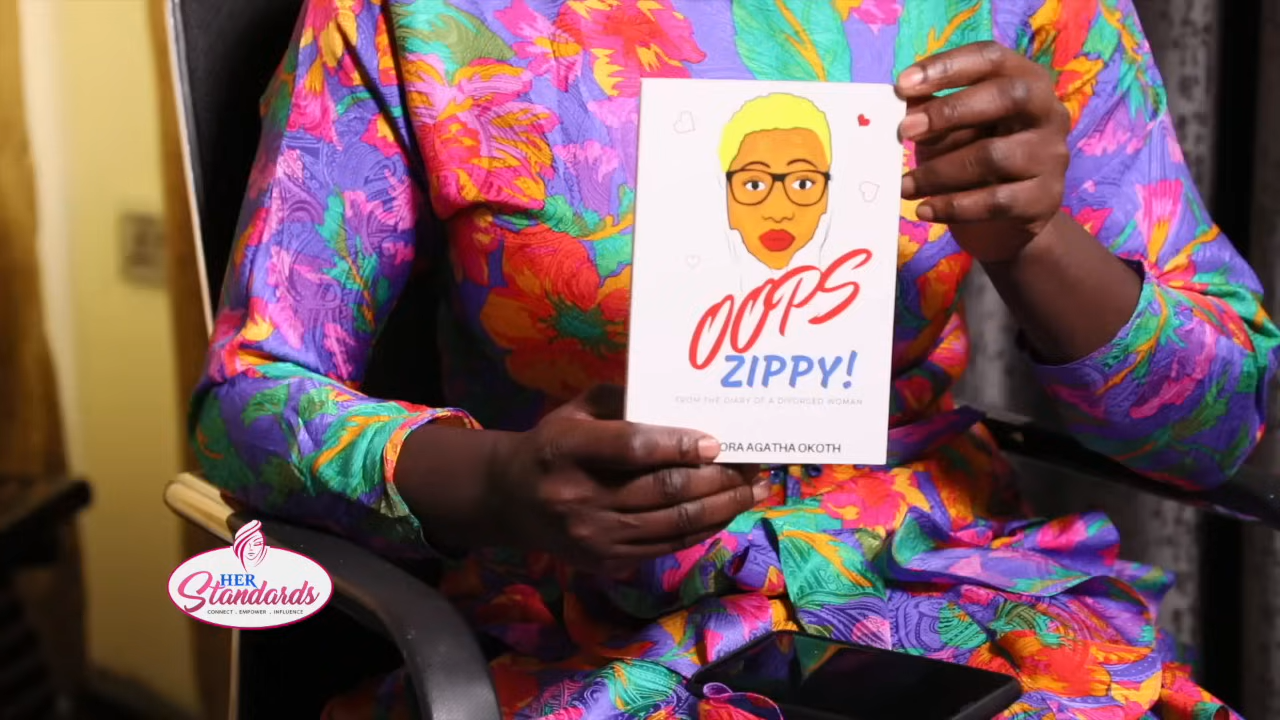 OOPS
ZIPPY!
FROM THE DIARY OF A DIVORCED WOMAN
AGATHA OKOTH
HER
Standards
CONNECT . EMPOWER . INFLUENCE